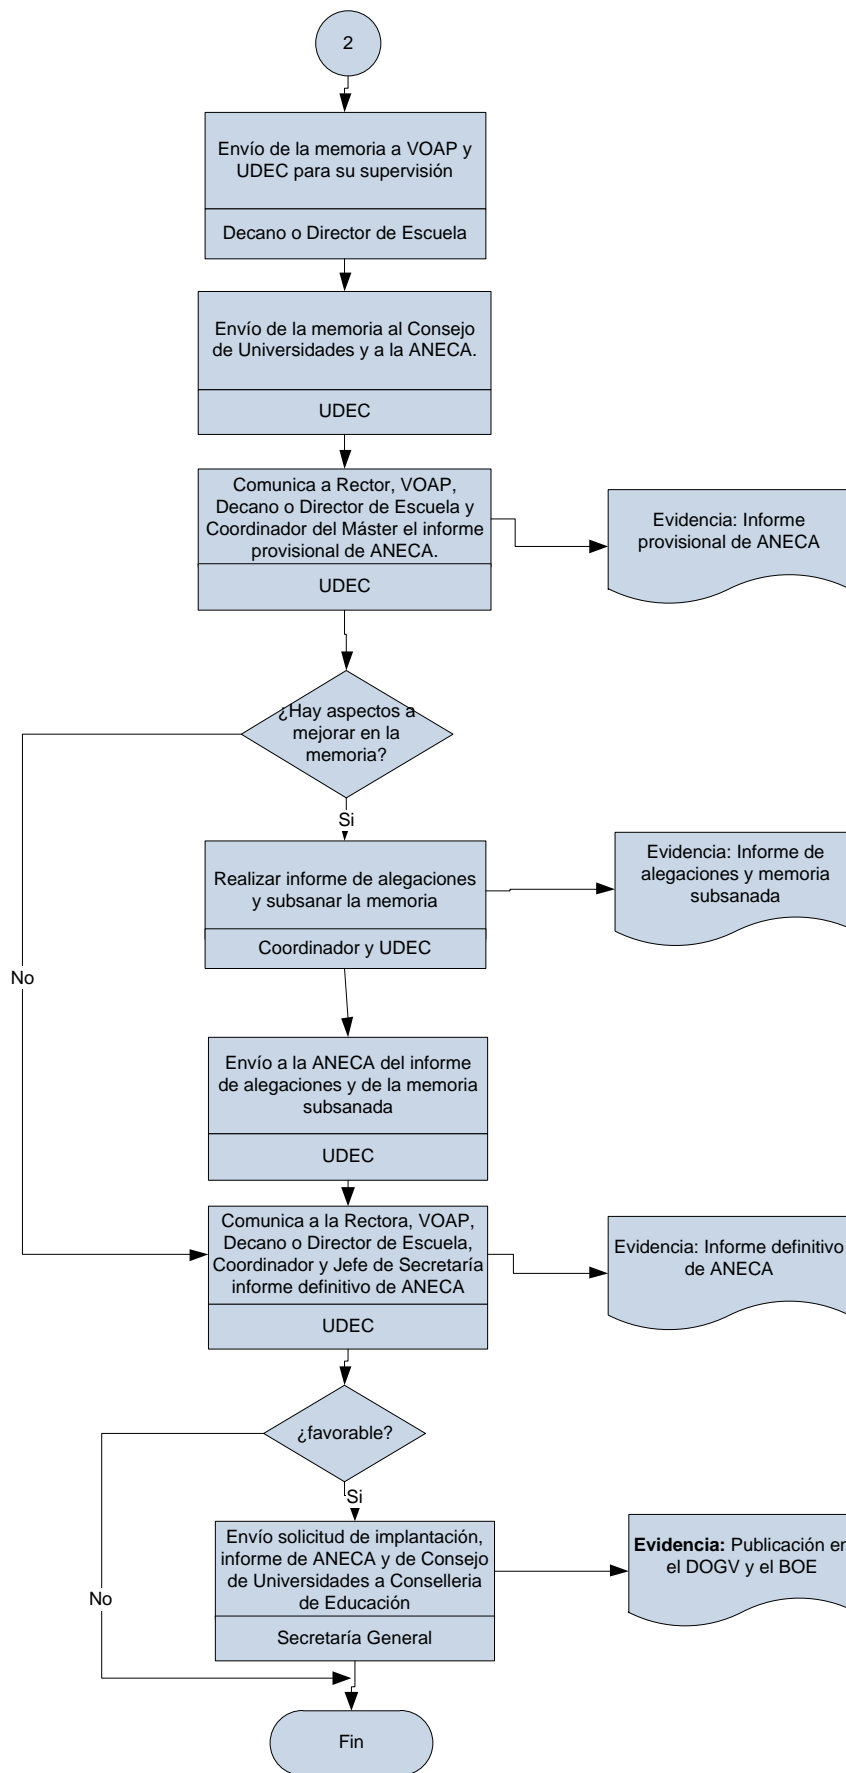 2
Envío de la memoria a VOAP y
UDEC para su supervisión
Decano o Director de Escuela
Envío de la memoria al Consejo
de Universidades y a la ANECA.
UDEC
Comunica a Rector, VOAP,
Decano o Director de Escuela y
Coordinador del Máster el informe
provisional de ANECA.
UDEC
Evidencia: Informe
provisional de ANECA
¿Hay aspectos a
mejorar en la
memoria?
Si
Realizar informe de alegaciones
y subsanar la memoria
Coordinador y UDEC
Evidencia: Informe de
alegaciones y memoria
subsanada
No
Envío a la ANECA del informe
de alegaciones y de la memoria
subsanada
UDEC
Comunica a la Rectora, VOAP,
Decano o Director de Escuela,
Coordinador y Jefe de Secretaría
informe definitivo de ANECA
UDEC
Evidencia: Informe definitivo
de ANECA
¿favorable?
Si
Envío solicitud de implantación,
informe de ANECA y de Consejo
de Universidades a Conselleria
de Educación
Secretaría General
Evidencia: Publicación en
el DOGV y el BOE
No
Fin